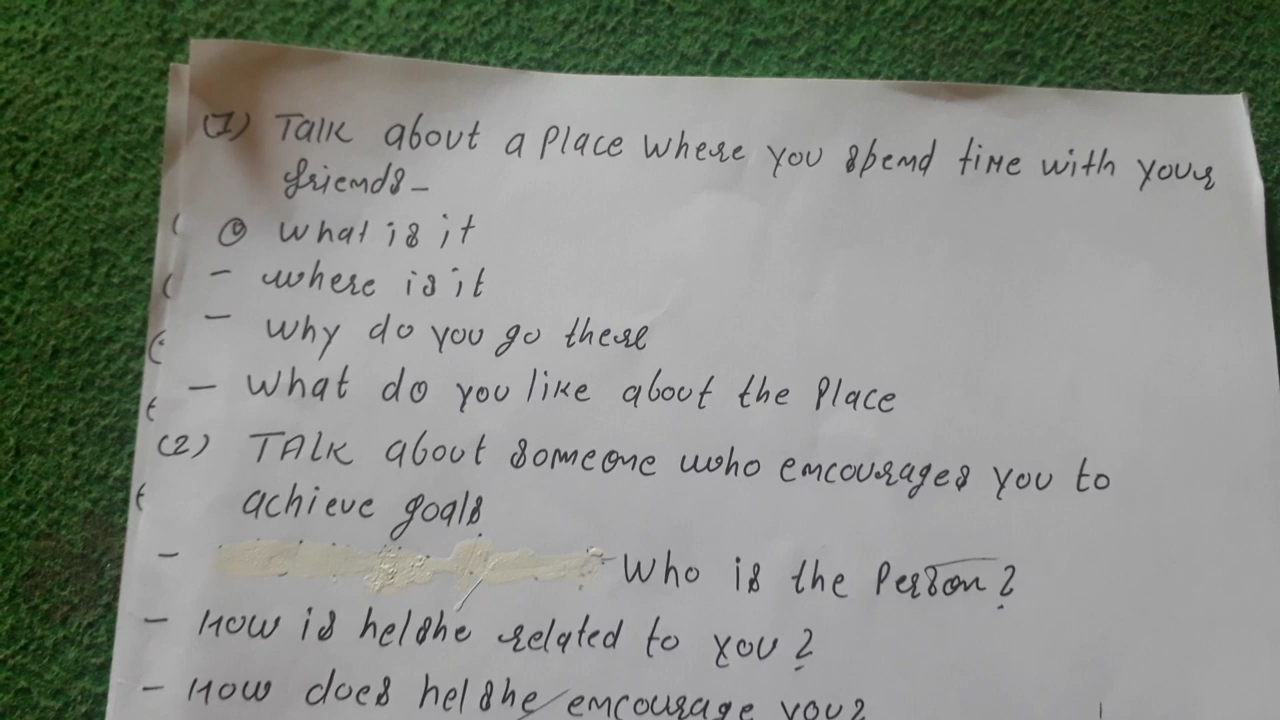 (1) Talk about a place where you spend time with your
friends-
what is it
- where is it
- why do you go there
- what do you like about the place
(2) TALK about someone who encourages you to
achieve goals
- Who is the Person?
- How is he/she related to you?
- How does he/she encourage you?